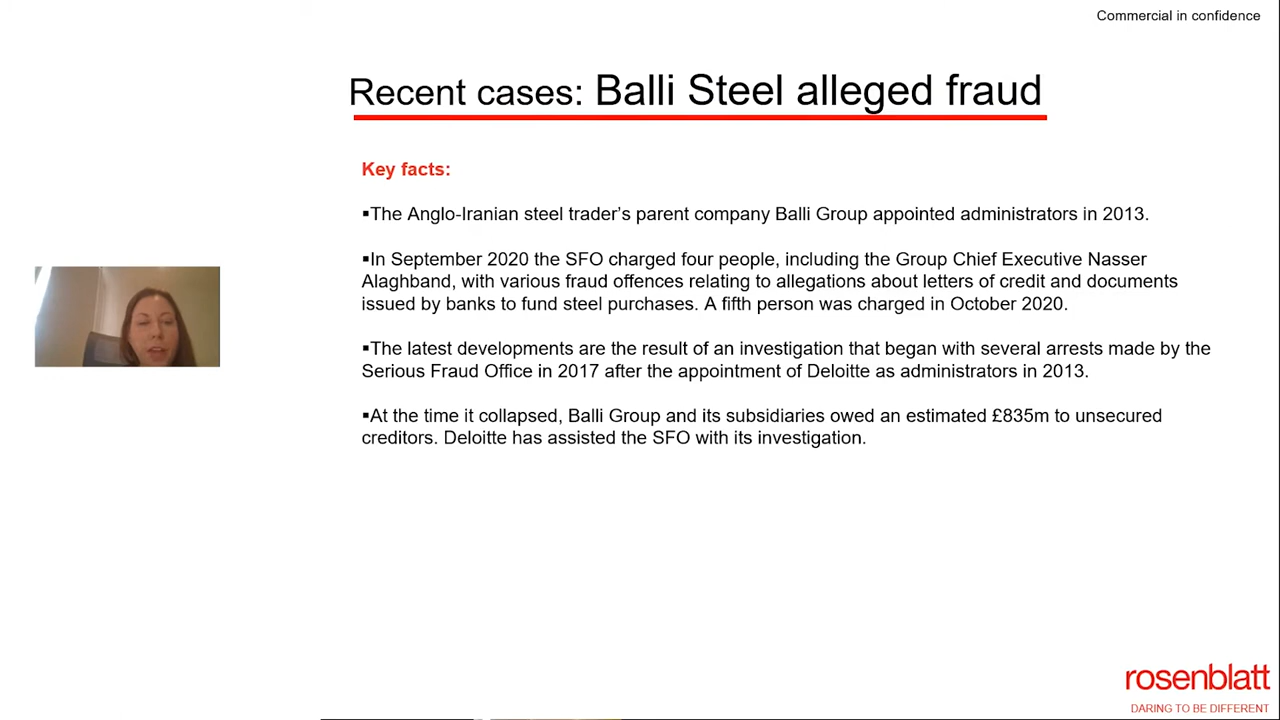 Commercial in confidence
Recent cases: Balli Steel alleged fraud
Key facts:
▪The Anglo-Iranian steel trader’s parent company Balli Group appointed administrators in 2013.
▪In September 2020 the SFO charged four people, including the Group Chief Executive Nasser
Alaghband, with various fraud offences relating to allegations about letters of credit and documents
issued by banks to fund steel purchases. A fifth person was charged in October 2020.
▪The latest developments are the result of an investigation that began with several arrests made by the
Serious Fraud Office in 2017 after the appointment of Deloitte as administrators in 2013.
▪At the time it collapsed, Balli Group and its subsidiaries owed an estimated £835m to unsecured
creditors. Deloitte has assisted the SFO with its investigation.
rosenblatt
DARING TO BE DIFFERENT